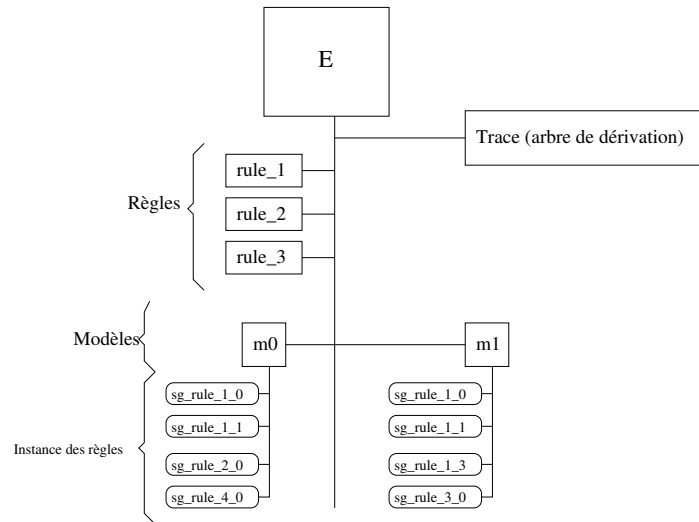 E
Trace (arbre de dérivation)
Règles
rule_1
rule_2
rule_3
Modèles
m0
m1
Instance des règles
sg_rule_1_0
sg_rule_1_1
sg_rule_2_0
sg_rule_4_0
sg_rule_1_0
sg_rule_1_1
sg_rule_1_3
sg_rule_3_0